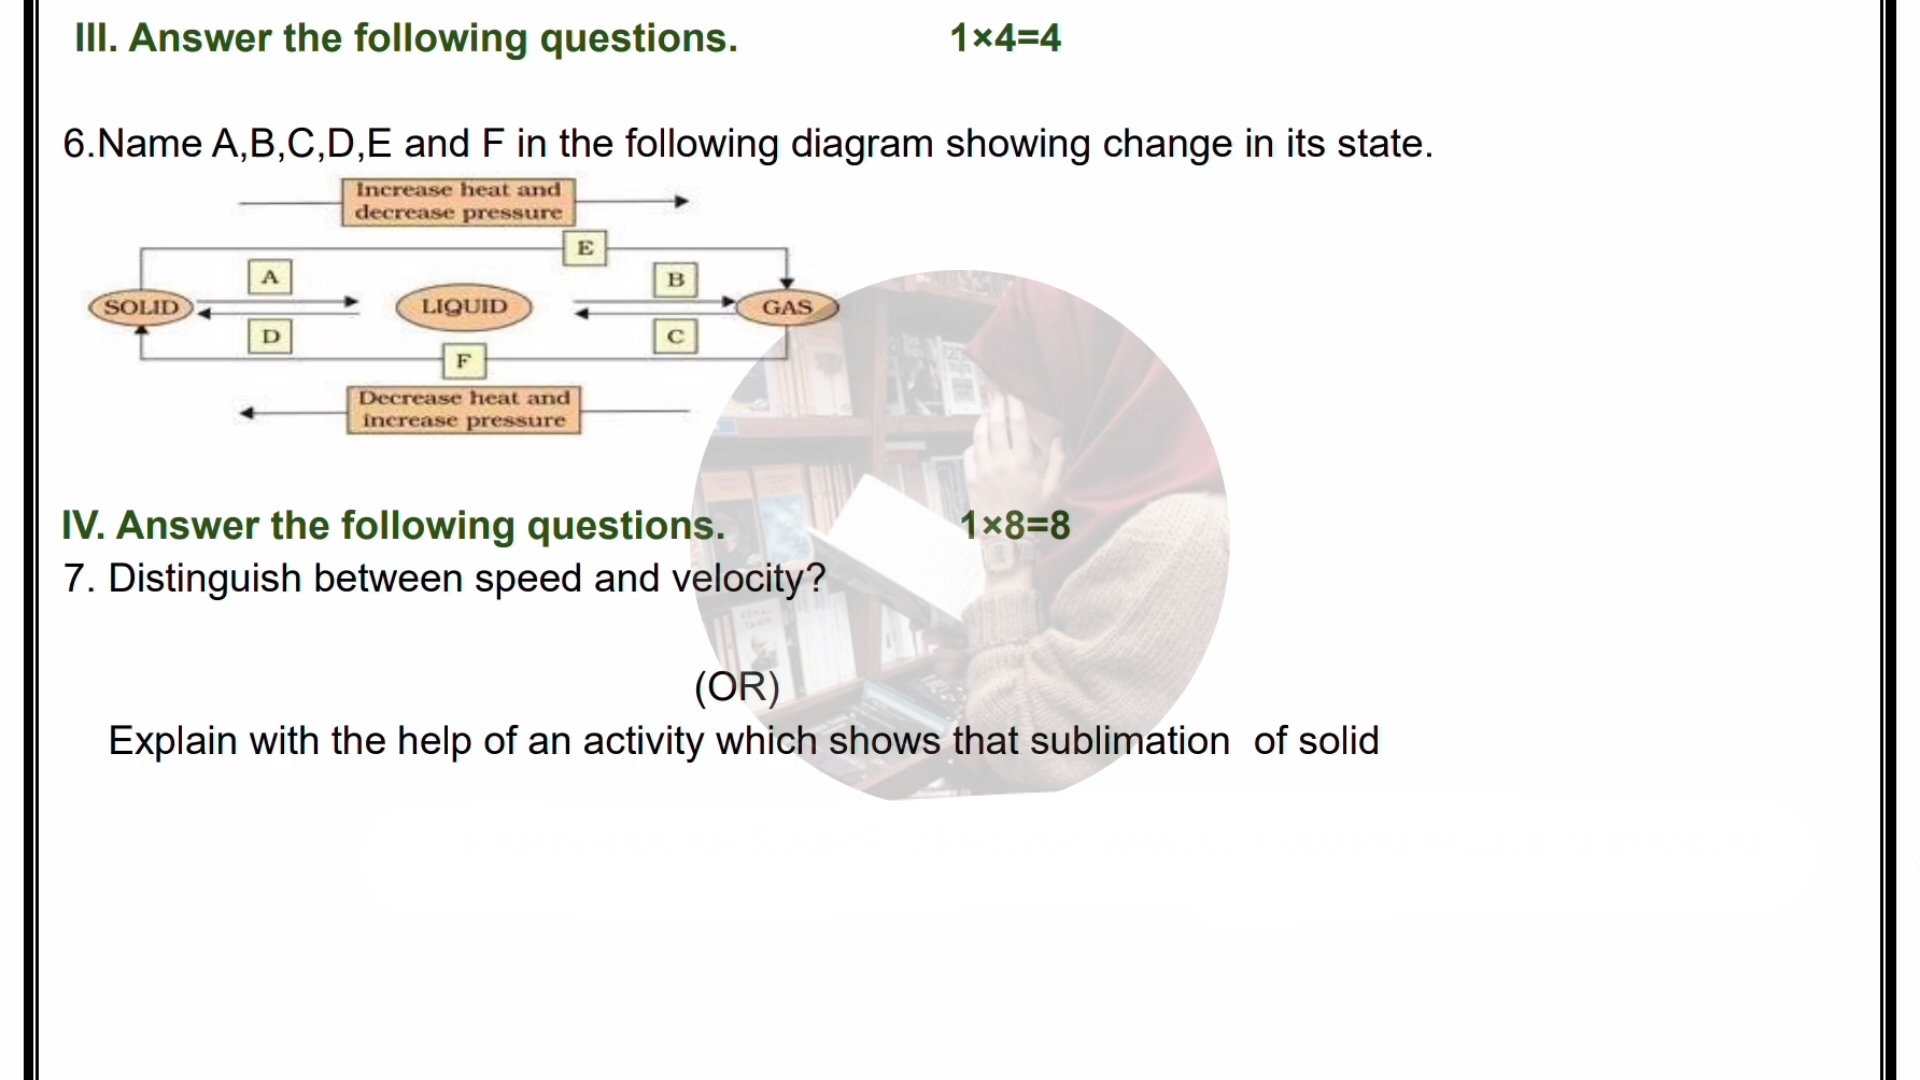 III. Answer the following questions. 1×4=4
6.Name A,B,C,D,E and F in the following diagram showing change in its state.
Increase heat and
decrease pressure
E
A
B
SOLID
LIQUID
GAS
D
C
F
Decrease heat and
increase pressure
IV. Answer the following questions. 1×8=8
7. Distinguish between speed and velocity?
(OR)
Explain with the help of an activity which shows that sublimation of solid